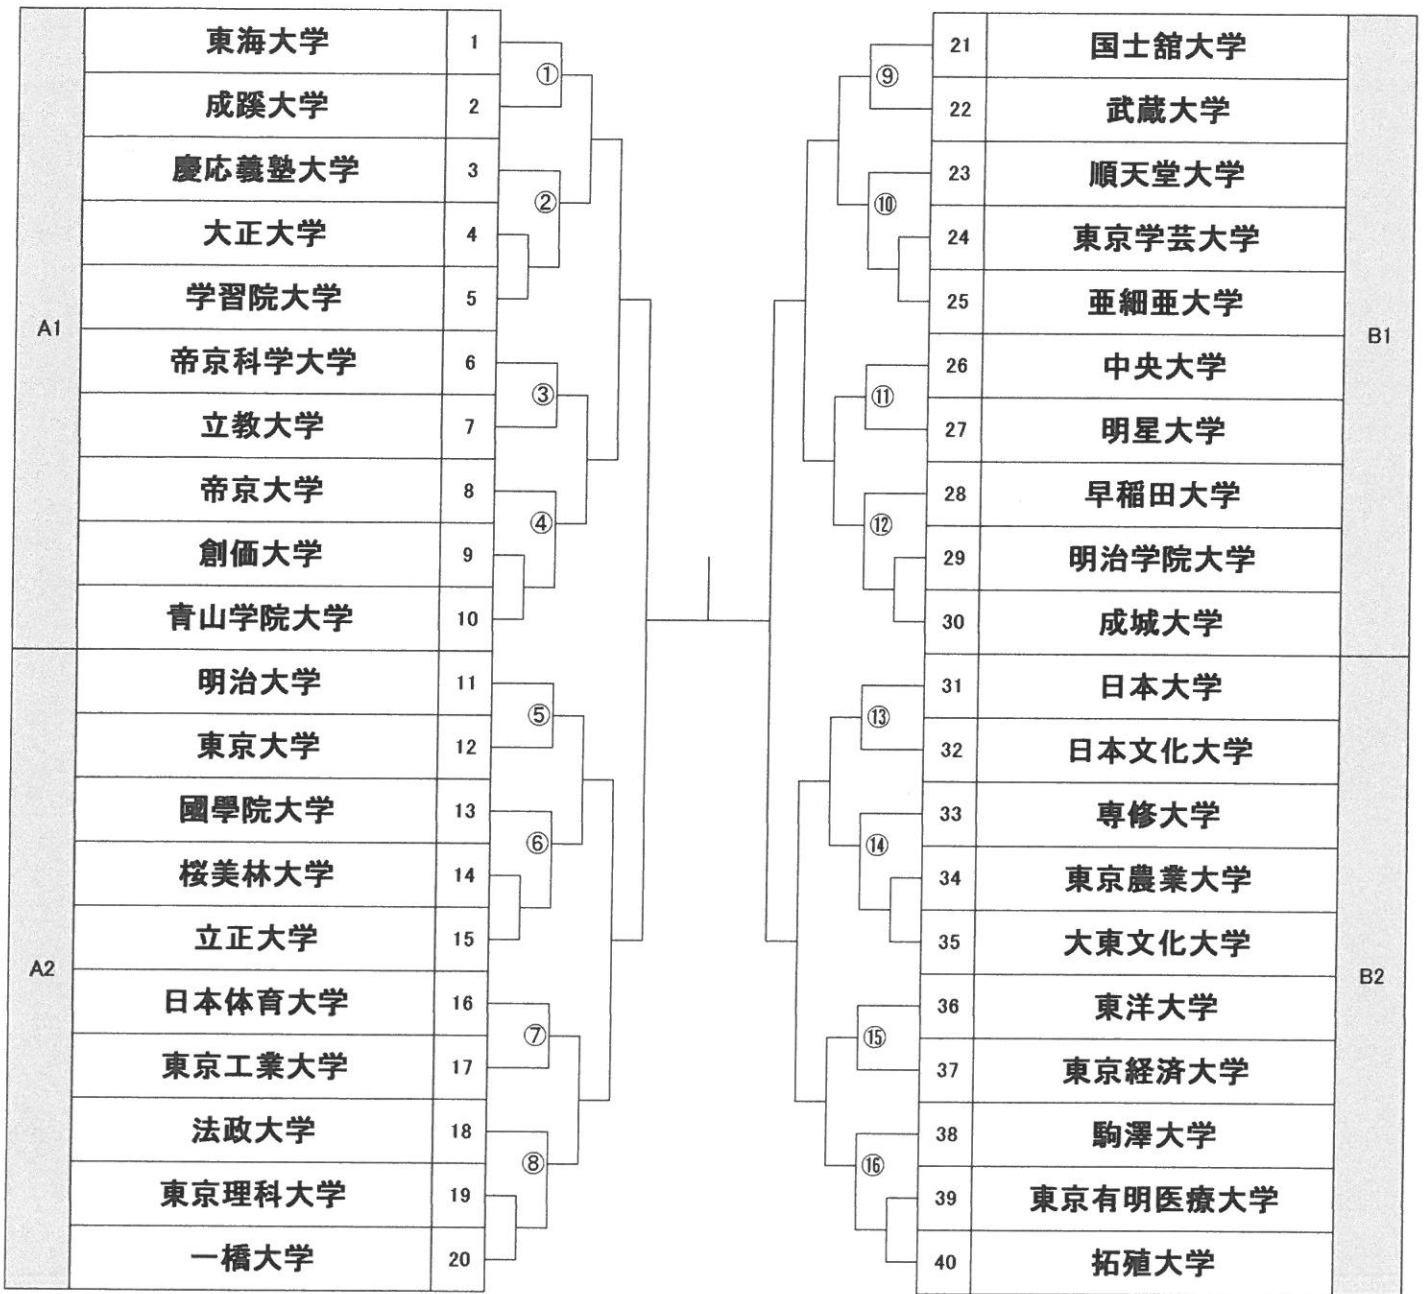 A1
東海大学 1
成蹊大学 2
慶応義塾大学 3
大正大学 4
学習院大学 5
帝京科学大学 6
立教大学 7
帝京大学 8
創価大学 9
青山学院大学 10
①
②
③
④
A2
明治大学 11
東京大学 12
國學院大学 13
桜美林大学 14
立正大学 15
日本体育大学 16
東京工業大学 17
法政大学 18
東京理科大学 19
一橋大学 20
⑤
⑥
⑦
⑧
B1
21 国士舘大学
22 武蔵大学
23 順天堂大学
24 東京学芸大学
25 亜細亜大学
26 中央大学
27 明星大学
28 早稲田大学
29 明治学院大学
30 成城大学
⑨
⑩
⑪
⑫
B2
31 日本大学
32 日本文化大学
33 専修大学
34 東京農業大学
35 大東文化大学
36 東洋大学
37 東京経済大学
38 駒澤大学
39 東京有明医療大学
40 拓殖大学
⑬
⑭
⑮
⑯